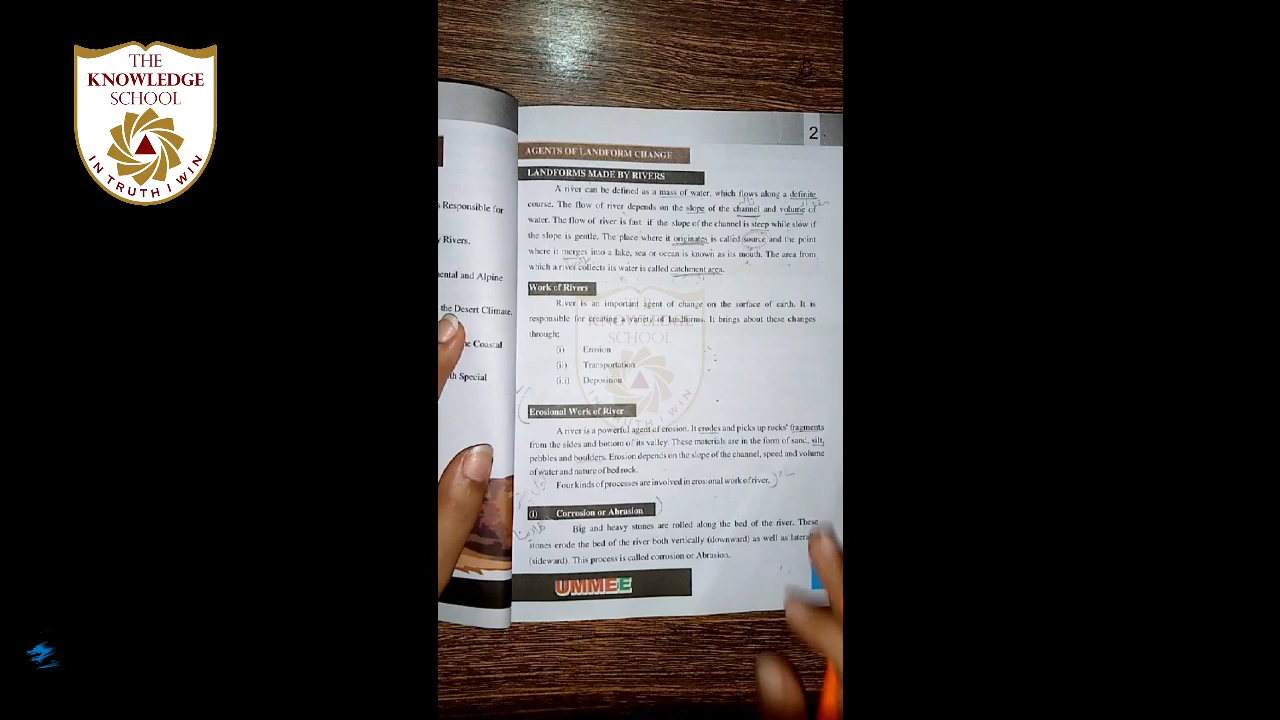 THE
KNOWLEDGE
SCHOOL
IN TRUTH I WIN
s Responsible for
y Rivers.
ental and Alpine
the Desert Climate.
e Coastal
th Special
2
AGENTS OF LANDFORM CHANGE
LANDFORMS MADE BY RIVERS
A river can be defined as a mass of water, which flows along a definite
course. The flow of river depends on the slope of the channel and volume of
water. The flow of river is fast if the slope of the channel is steep while slow if
the slope is gentle. The place where it originates is called source and the point
where it merges into a lake, sea or ocean is known as its mouth. The area from
which a river collects its water is called catchment area.
Work of Rivers
River is an important agent of change on the surface of earth. It is
responsible for creating a variety of landforms. It brings about these changes
through:
(i) Erosion
(ii) Transportation
(iii) Deposition
KNOWLEDGE
SCHOOL
IN TRUTH I WIN
Erosional Work of River
A river is a powerful agent of erosion. It erodes and picks up rocks' fragments
from the sides and bottom of its valley. These materials are in the form of sand, silt,
pebbles and boulders. Erosion depends on the slope of the channel, speed and volume
of water and nature of bed rock.
Four kinds of processes are involved in erosional work of river.
(i) Corrosion or Abrasion
Big and heavy stones are rolled along the bed of the river. These
stones erode the bed of the river both vertically (downward) as well as
(sideward). This process is called corrosion or Abrasion.
UMMEE